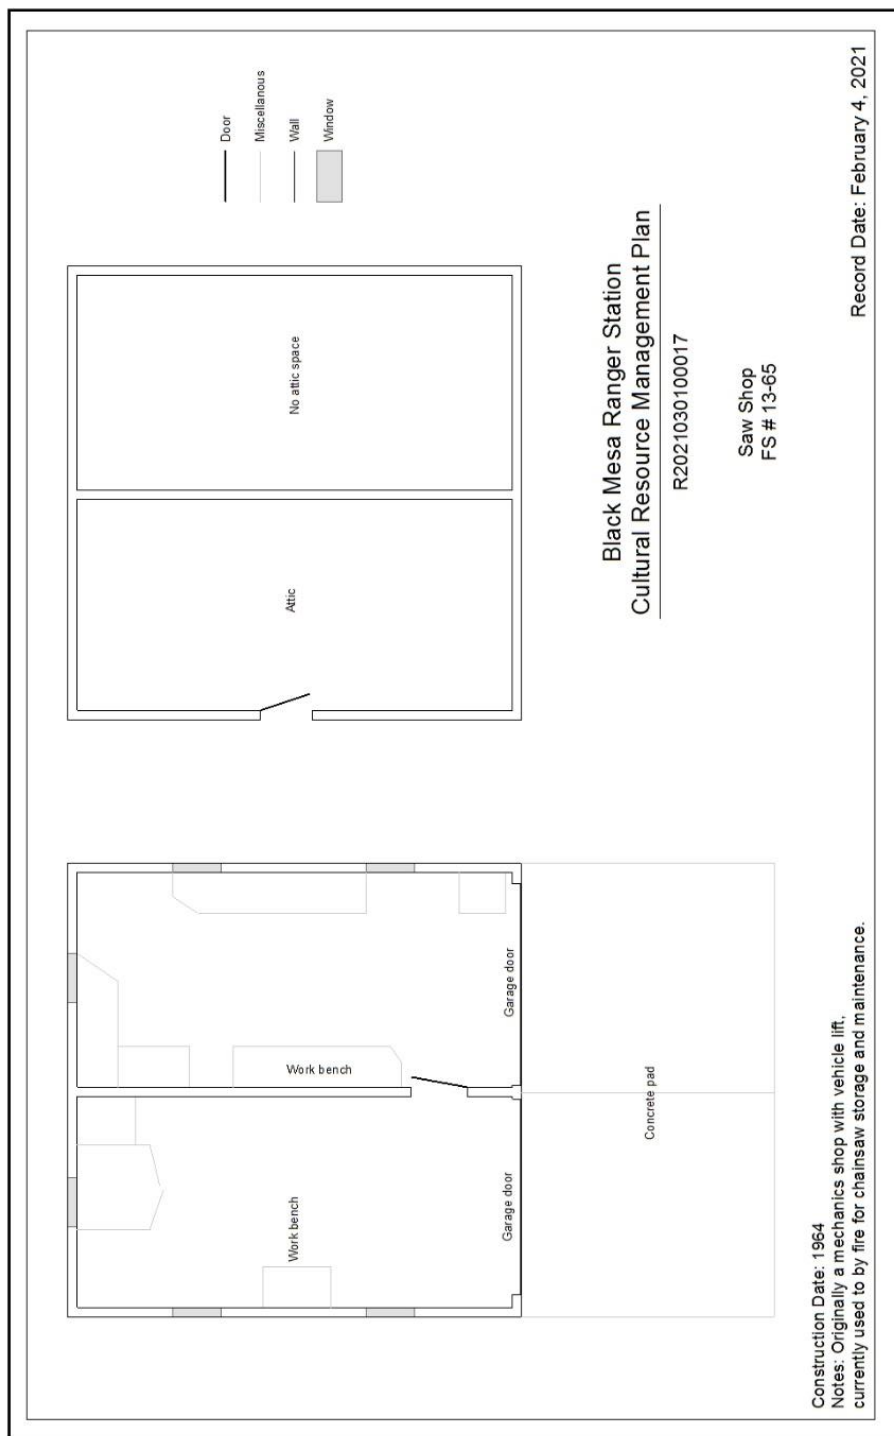 Door
Miscellanous
Wall
Window
No attic space
Attic
Work bench
Work bench
Garage door
Garage door
Concrete pad
Black Mesa Ranger Station
Cultural Resource Management Plan
R2021030100017
Saw Shop
FS # 13-65
Construction Date: 1964
Notes: Originally a mechanics shop with vehicle lift,
currently used to by fire for chainsaw storage and maintenance.
Record Date: February 4, 2021